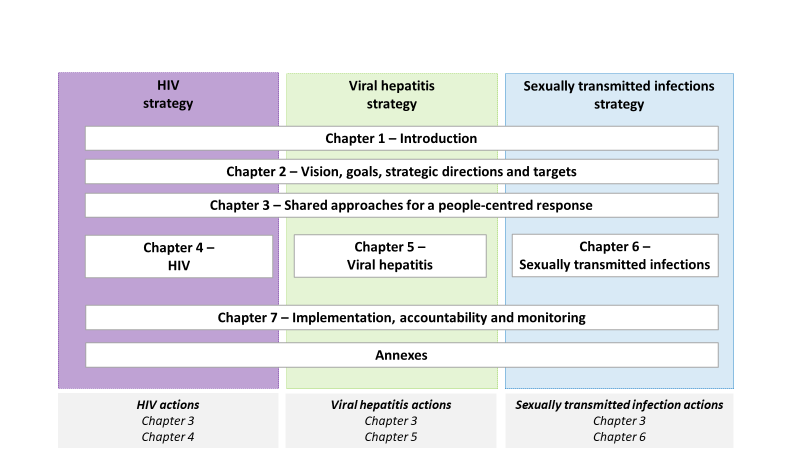 HIV
strategy
Viral hepatitis
strategy
Sexually transmitted infections
strategy
Chapter 1 – Introduction
Chapter 2 – Vision, goals, strategic directions and targets
Chapter 3 – Shared approaches for a people-centred response
Chapter 4 –
HIV
Chapter 5 –
Viral hepatitis
Chapter 6 –
Sexually transmitted infections
Chapter 7 – Implementation, accountability and monitoring
Annexes
HIV actions
Chapter 3
Chapter 4
Viral hepatitis actions
Chapter 3
Chapter 5
Sexually transmitted infection actions
Chapter 3
Chapter 6